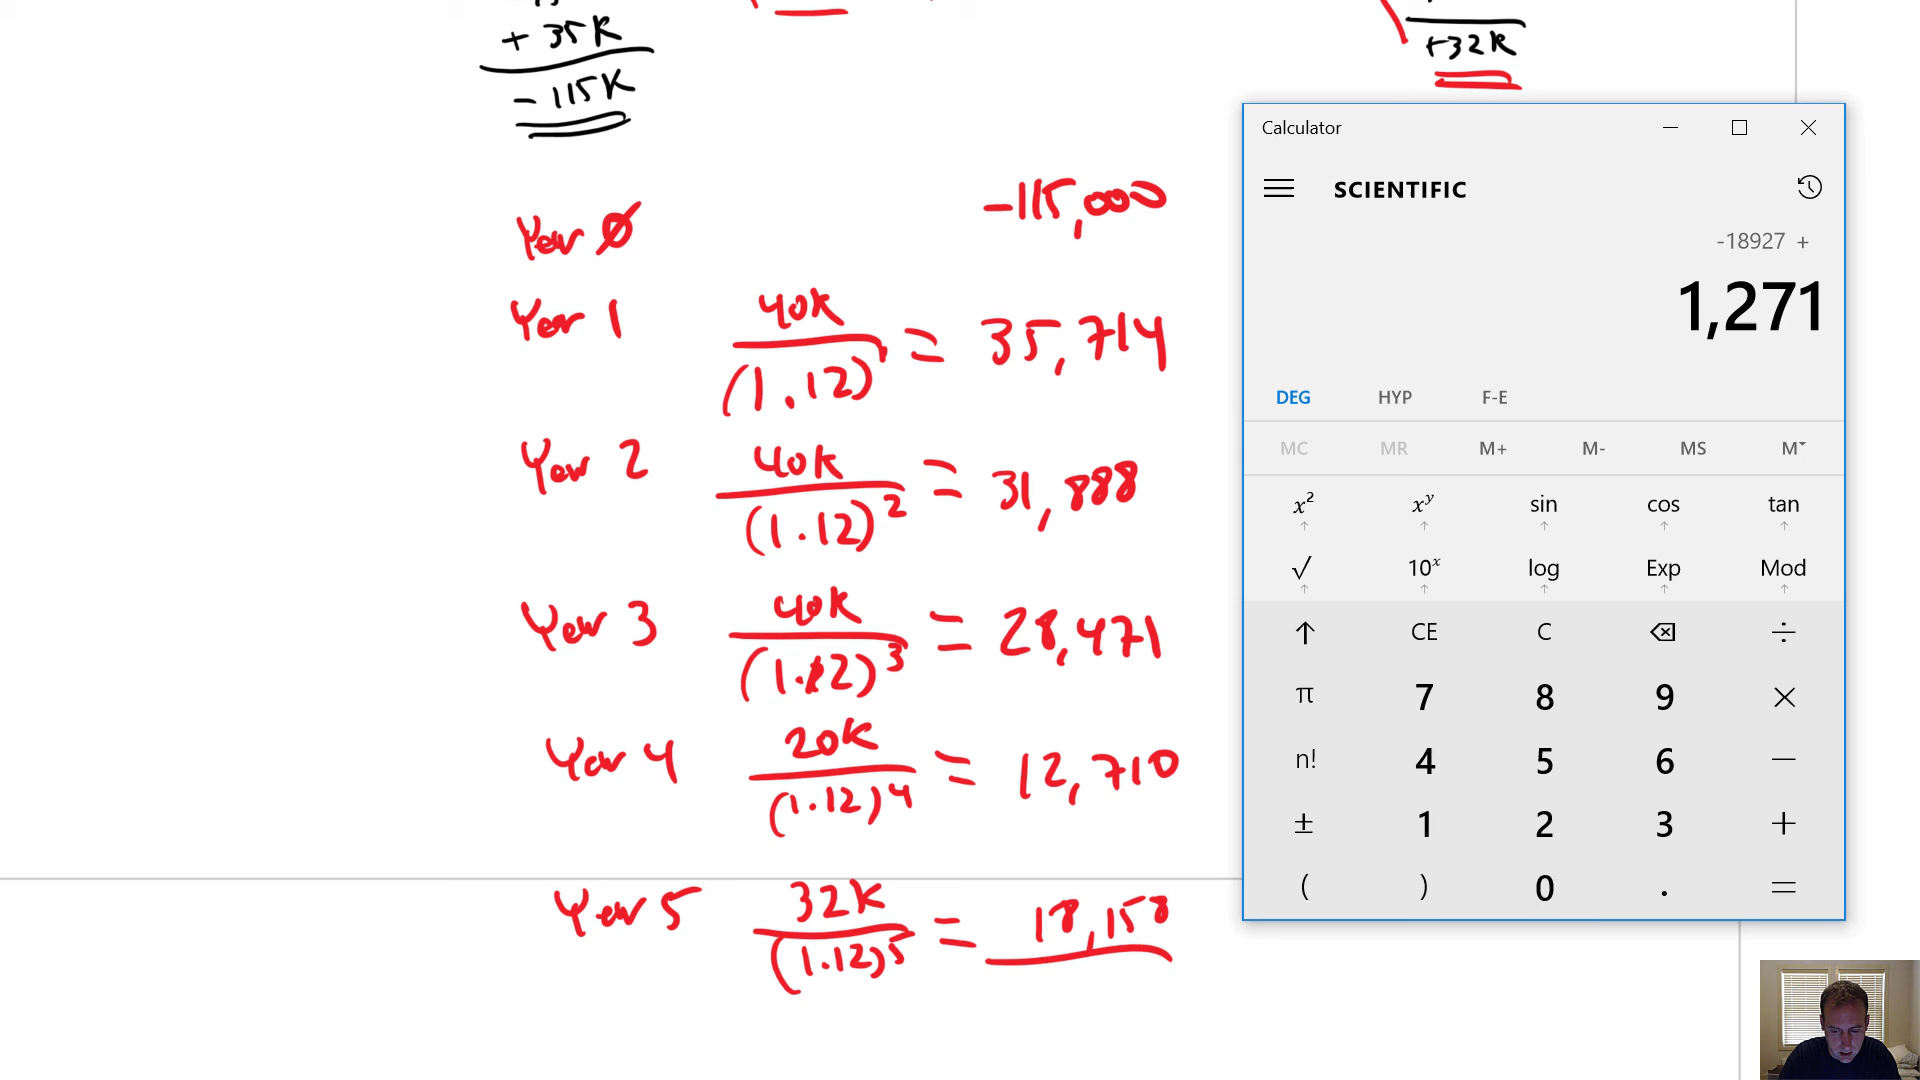 + 35K
- 115K
+32K
Year 0
-115,000
Year 1
40K
(1.12)
= 35,714
Year 2
40K
(1.12)²
= 31,888
Year 3
40K
(1.12)³
= 28,471
Year 4
20K
(1.12)⁴
= 12,710
Year 5
32K
(1.12)⁵
= 18,158
Calculator
SCIENTIFIC
-18927 +
1,271
DEG HYP F-E
MC MR M+ M- MS M˅
x² xʸ sin cos tan
√ 10ˣ log Exp Mod
↑ CE C ⌫ ÷
π 7 8 9 ×
n! 4 5 6 −
± 1 2 3 +
( ) 0 . =